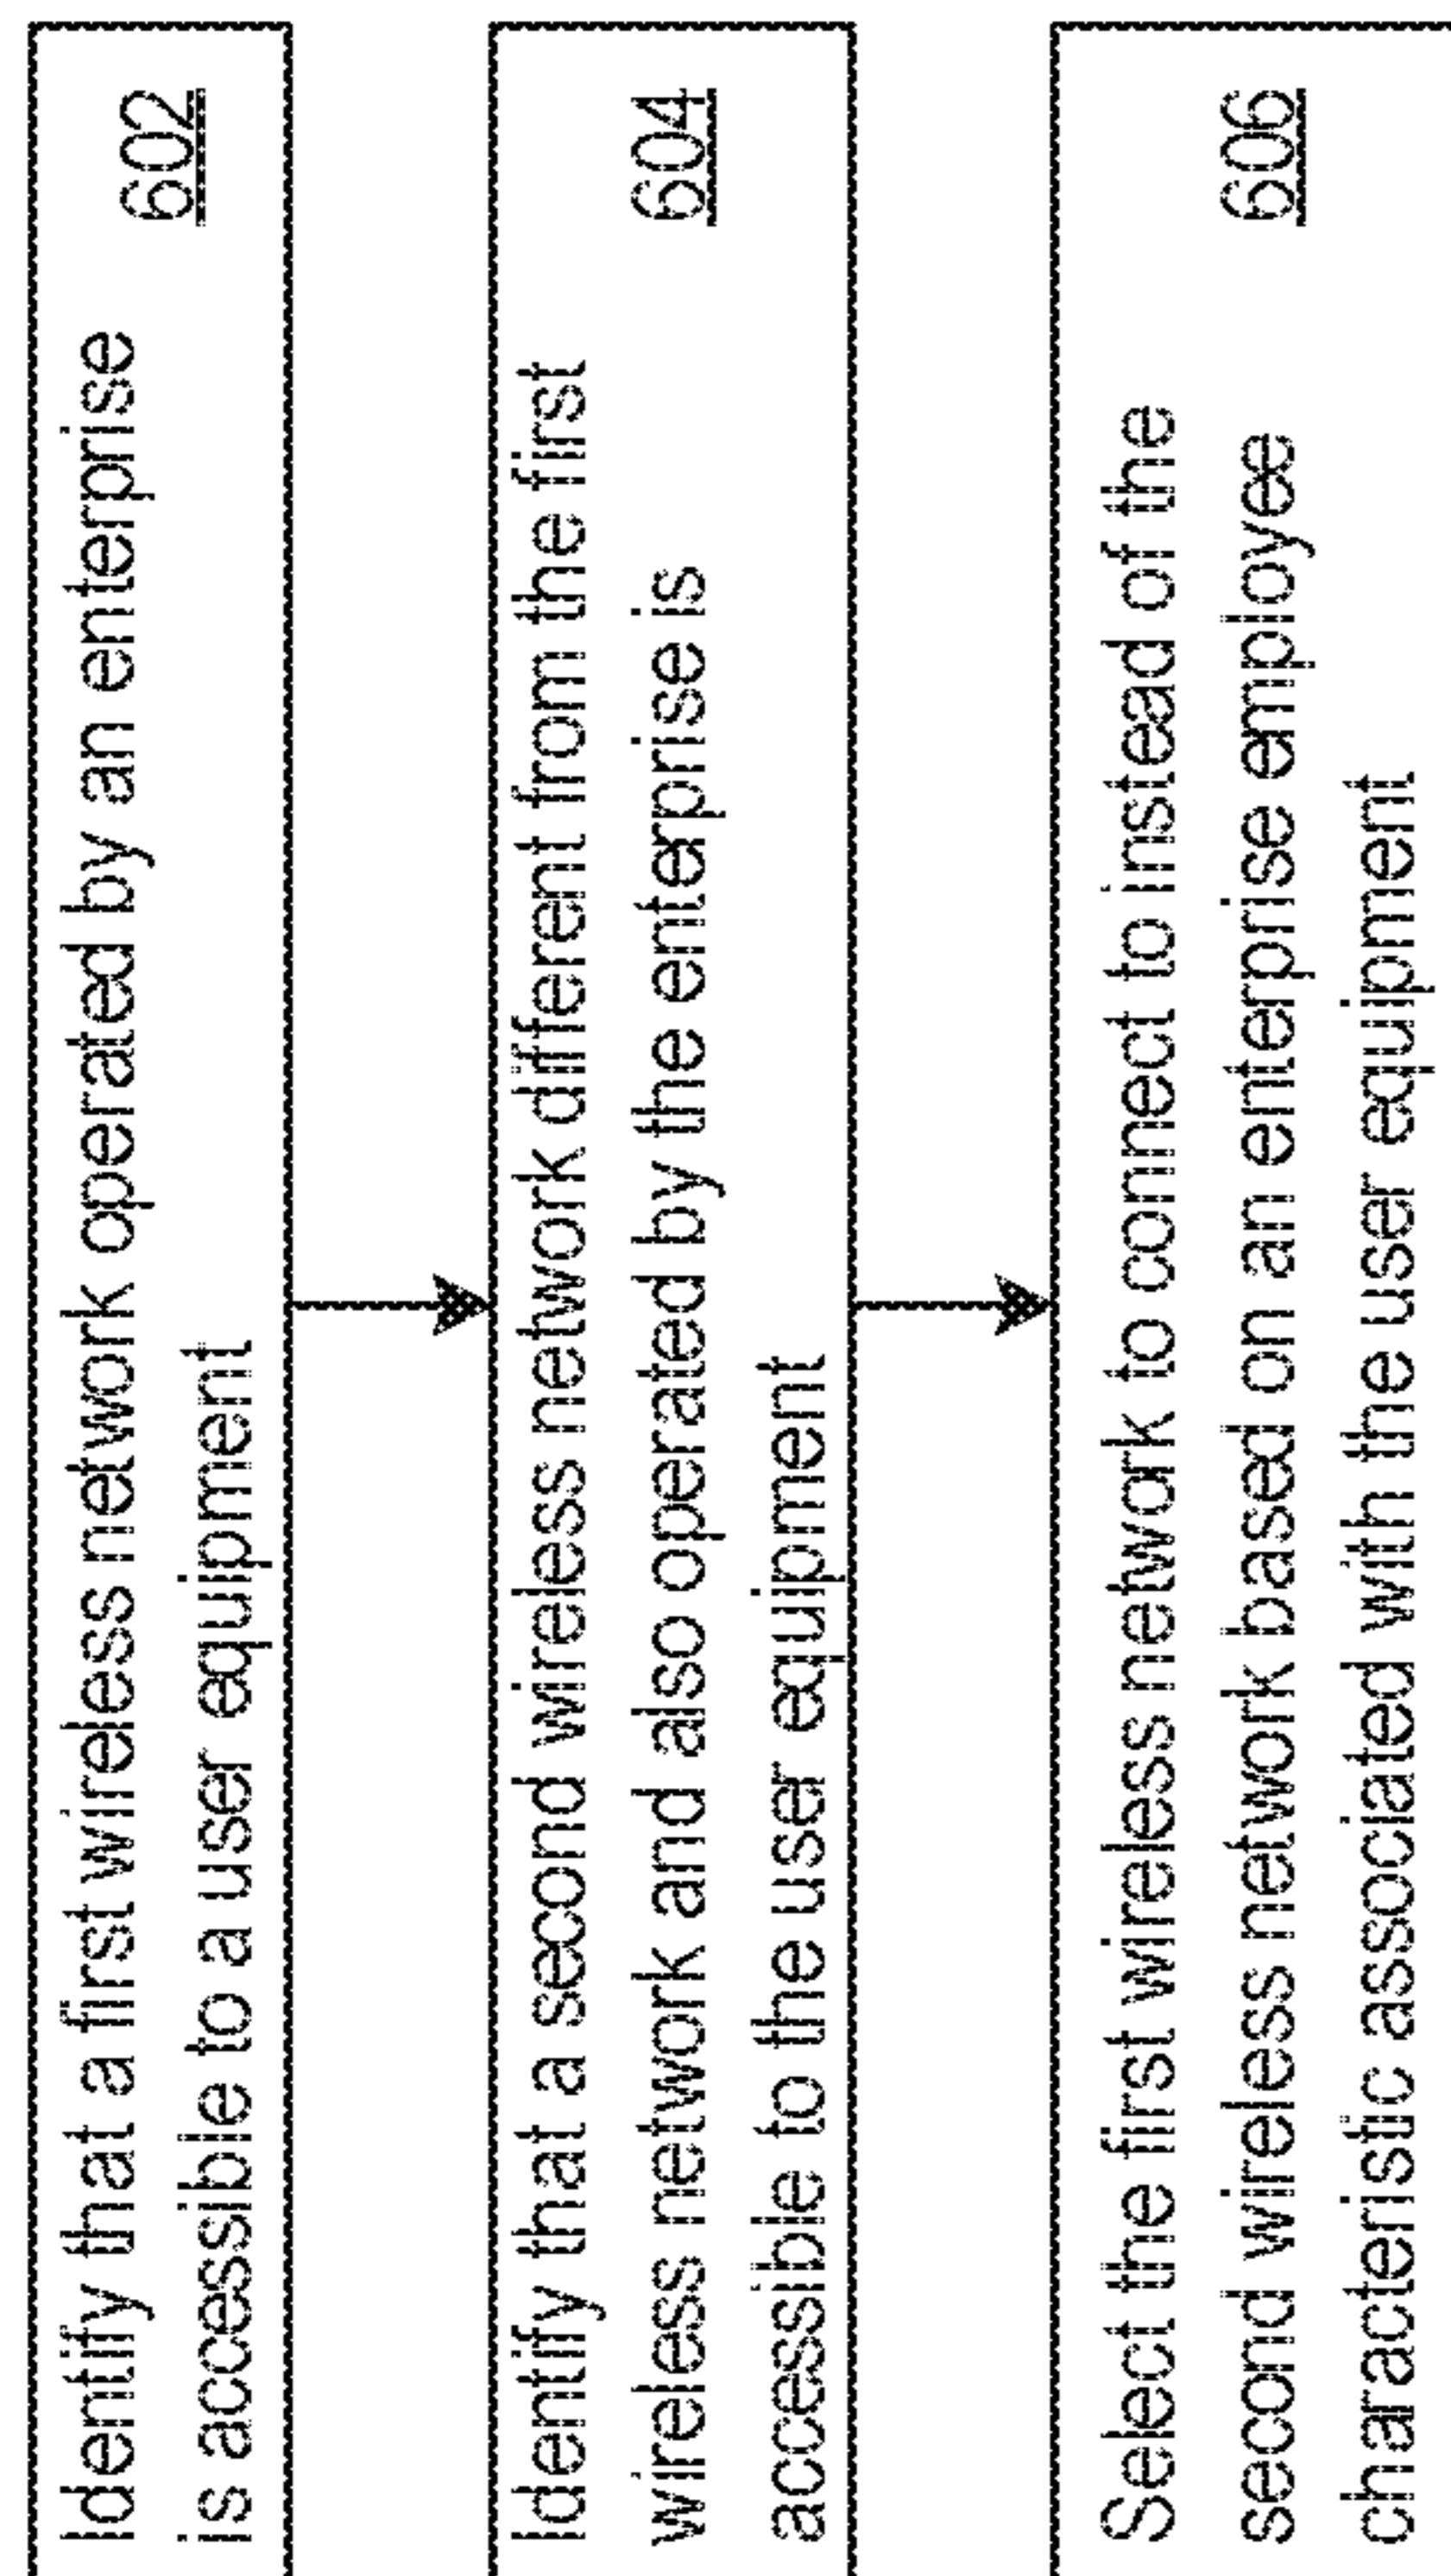 Identify that a first wireless network operated by an enterprise
is accessible to a user equipment
602
Identify that a second wireless network different from the first
wireless network and also operated by the enterprise is
accessible to the user equipment
604
Select the first wireless network to connect to instead of the
second wireless network based on an enterprise employee
characteristic associated with the user equipment
606